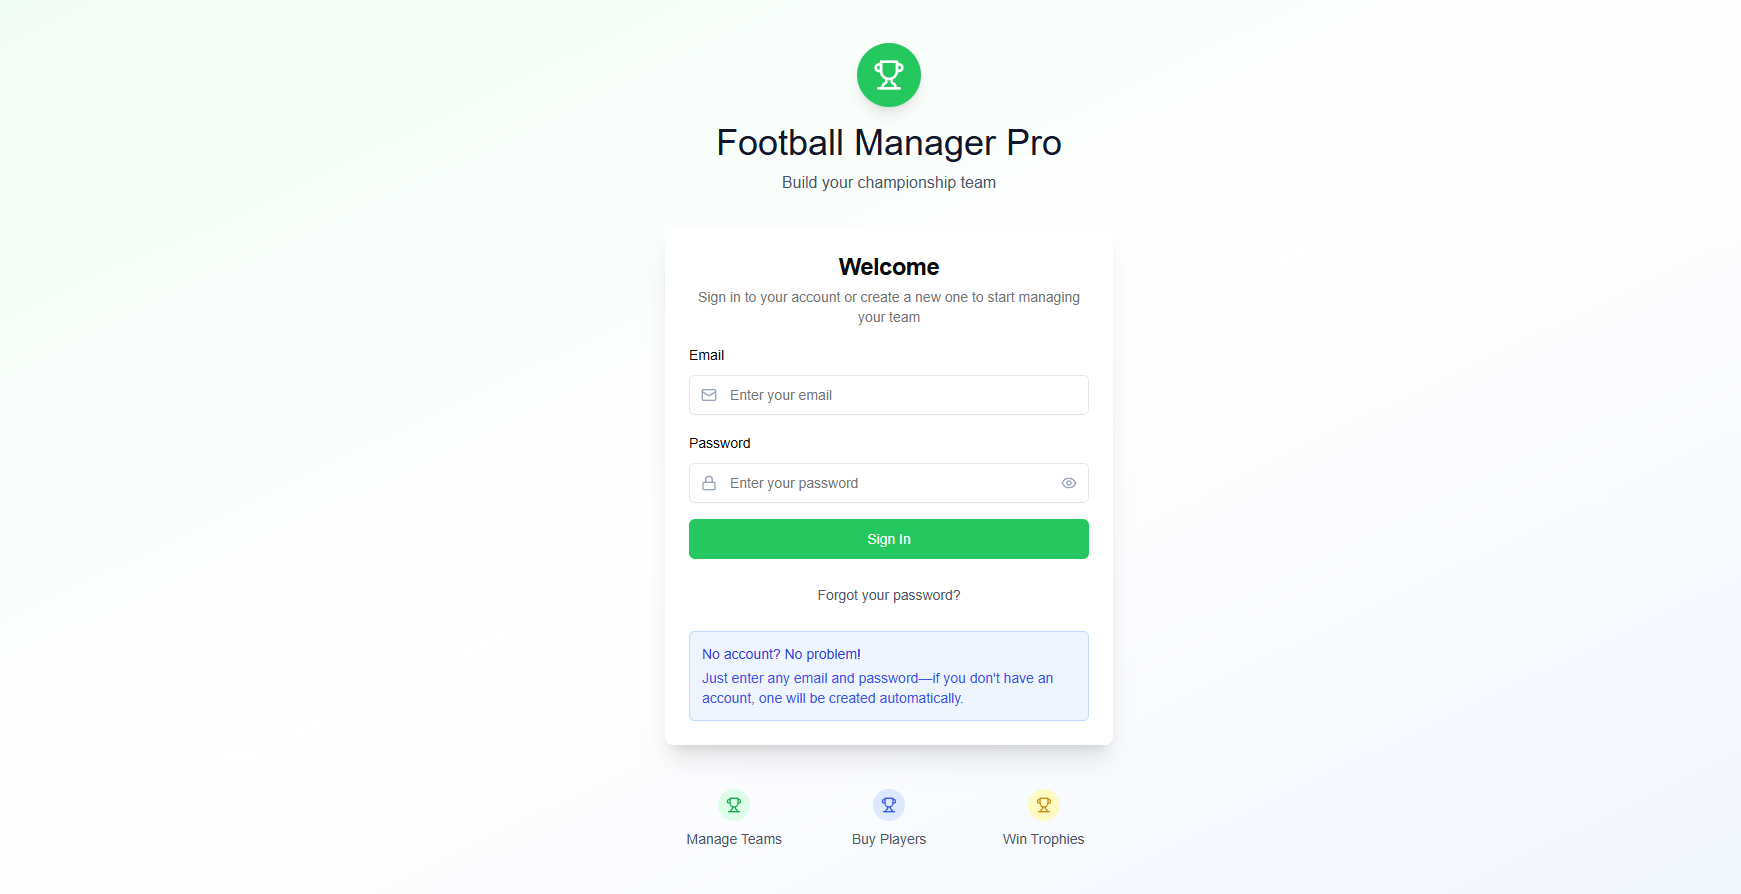 Football Manager Pro
Build your championship team
Welcome
Sign in to your account or create a new one to start managing
your team
Email
Enter your email
Password
Enter your password
Sign In
Forgot your password?
No account? No problem!
Just enter any email and password—if you don't have an
account, one will be created automatically.
Manage Teams
Buy Players
Win Trophies